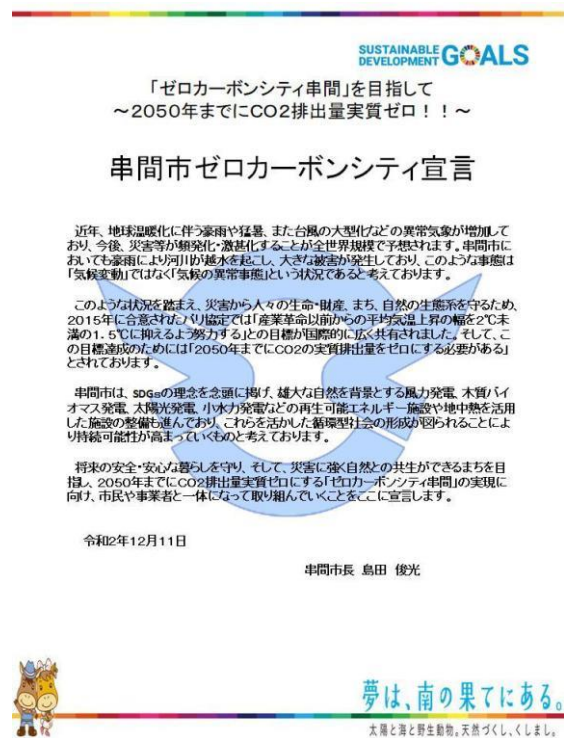 SUSTAINABLE
DEVELOPMENT GOALS
「ゼロカーボンシティ串間」を目指して
～2050年までにCO2排出量実質ゼロ！！～
串間市ゼロカーボンシティ宣言
近年、地球温暖化に伴う豪雨や猛暑、また台風の大型化などの異常気象が増加して
おり、今後、災害等が頻発化・激甚化することが全世界規模で予想されます。串間市に
おいても豪雨により河川が越水を起こし、大きな被害が発生しており、このような事態は
「気候変動」ではなく「気候の異常事態」という状況であると考えております。
このような状況を踏まえ、災害から人々の生命・財産、まち、自然の生態系を守るため、
2015年に合意されたパリ協定では「産業革命以前からの平均気温上昇の幅を2℃未
満の1.5℃に抑えるよう努力する」との目標が国際的に広く共有されました。そして、こ
の目標達成のためには「2050年までにCO2の実質排出量をゼロにする必要がある」
とされております。
串間市は、SDGsの理念を念頭に掲げ、雄大な自然を背景とする風力発電、木質バイ
オマス発電、太陽光発電、小水力発電などの再生可能エネルギー施設や地中熱を活用
した施設の整備も進んでおり、これらを活かした循環型社会の形成が図られることによ
り持続可能性が高まっていくものと考えております。
将来の安全・安心な暮らしを守り、そして、災害に強く自然との共生ができるまちを目
指し、2050年までにCO2排出量実質ゼロにする「ゼロカーボンシティ串間」の実現に
向け、市民や事業者と一体になって取り組んでいくことをここに宣言します。
令和2年12月11日
串間市長 島田 俊光
夢は、南の果てにある。
太陽と海と野生動物。天然づくし、くしま。